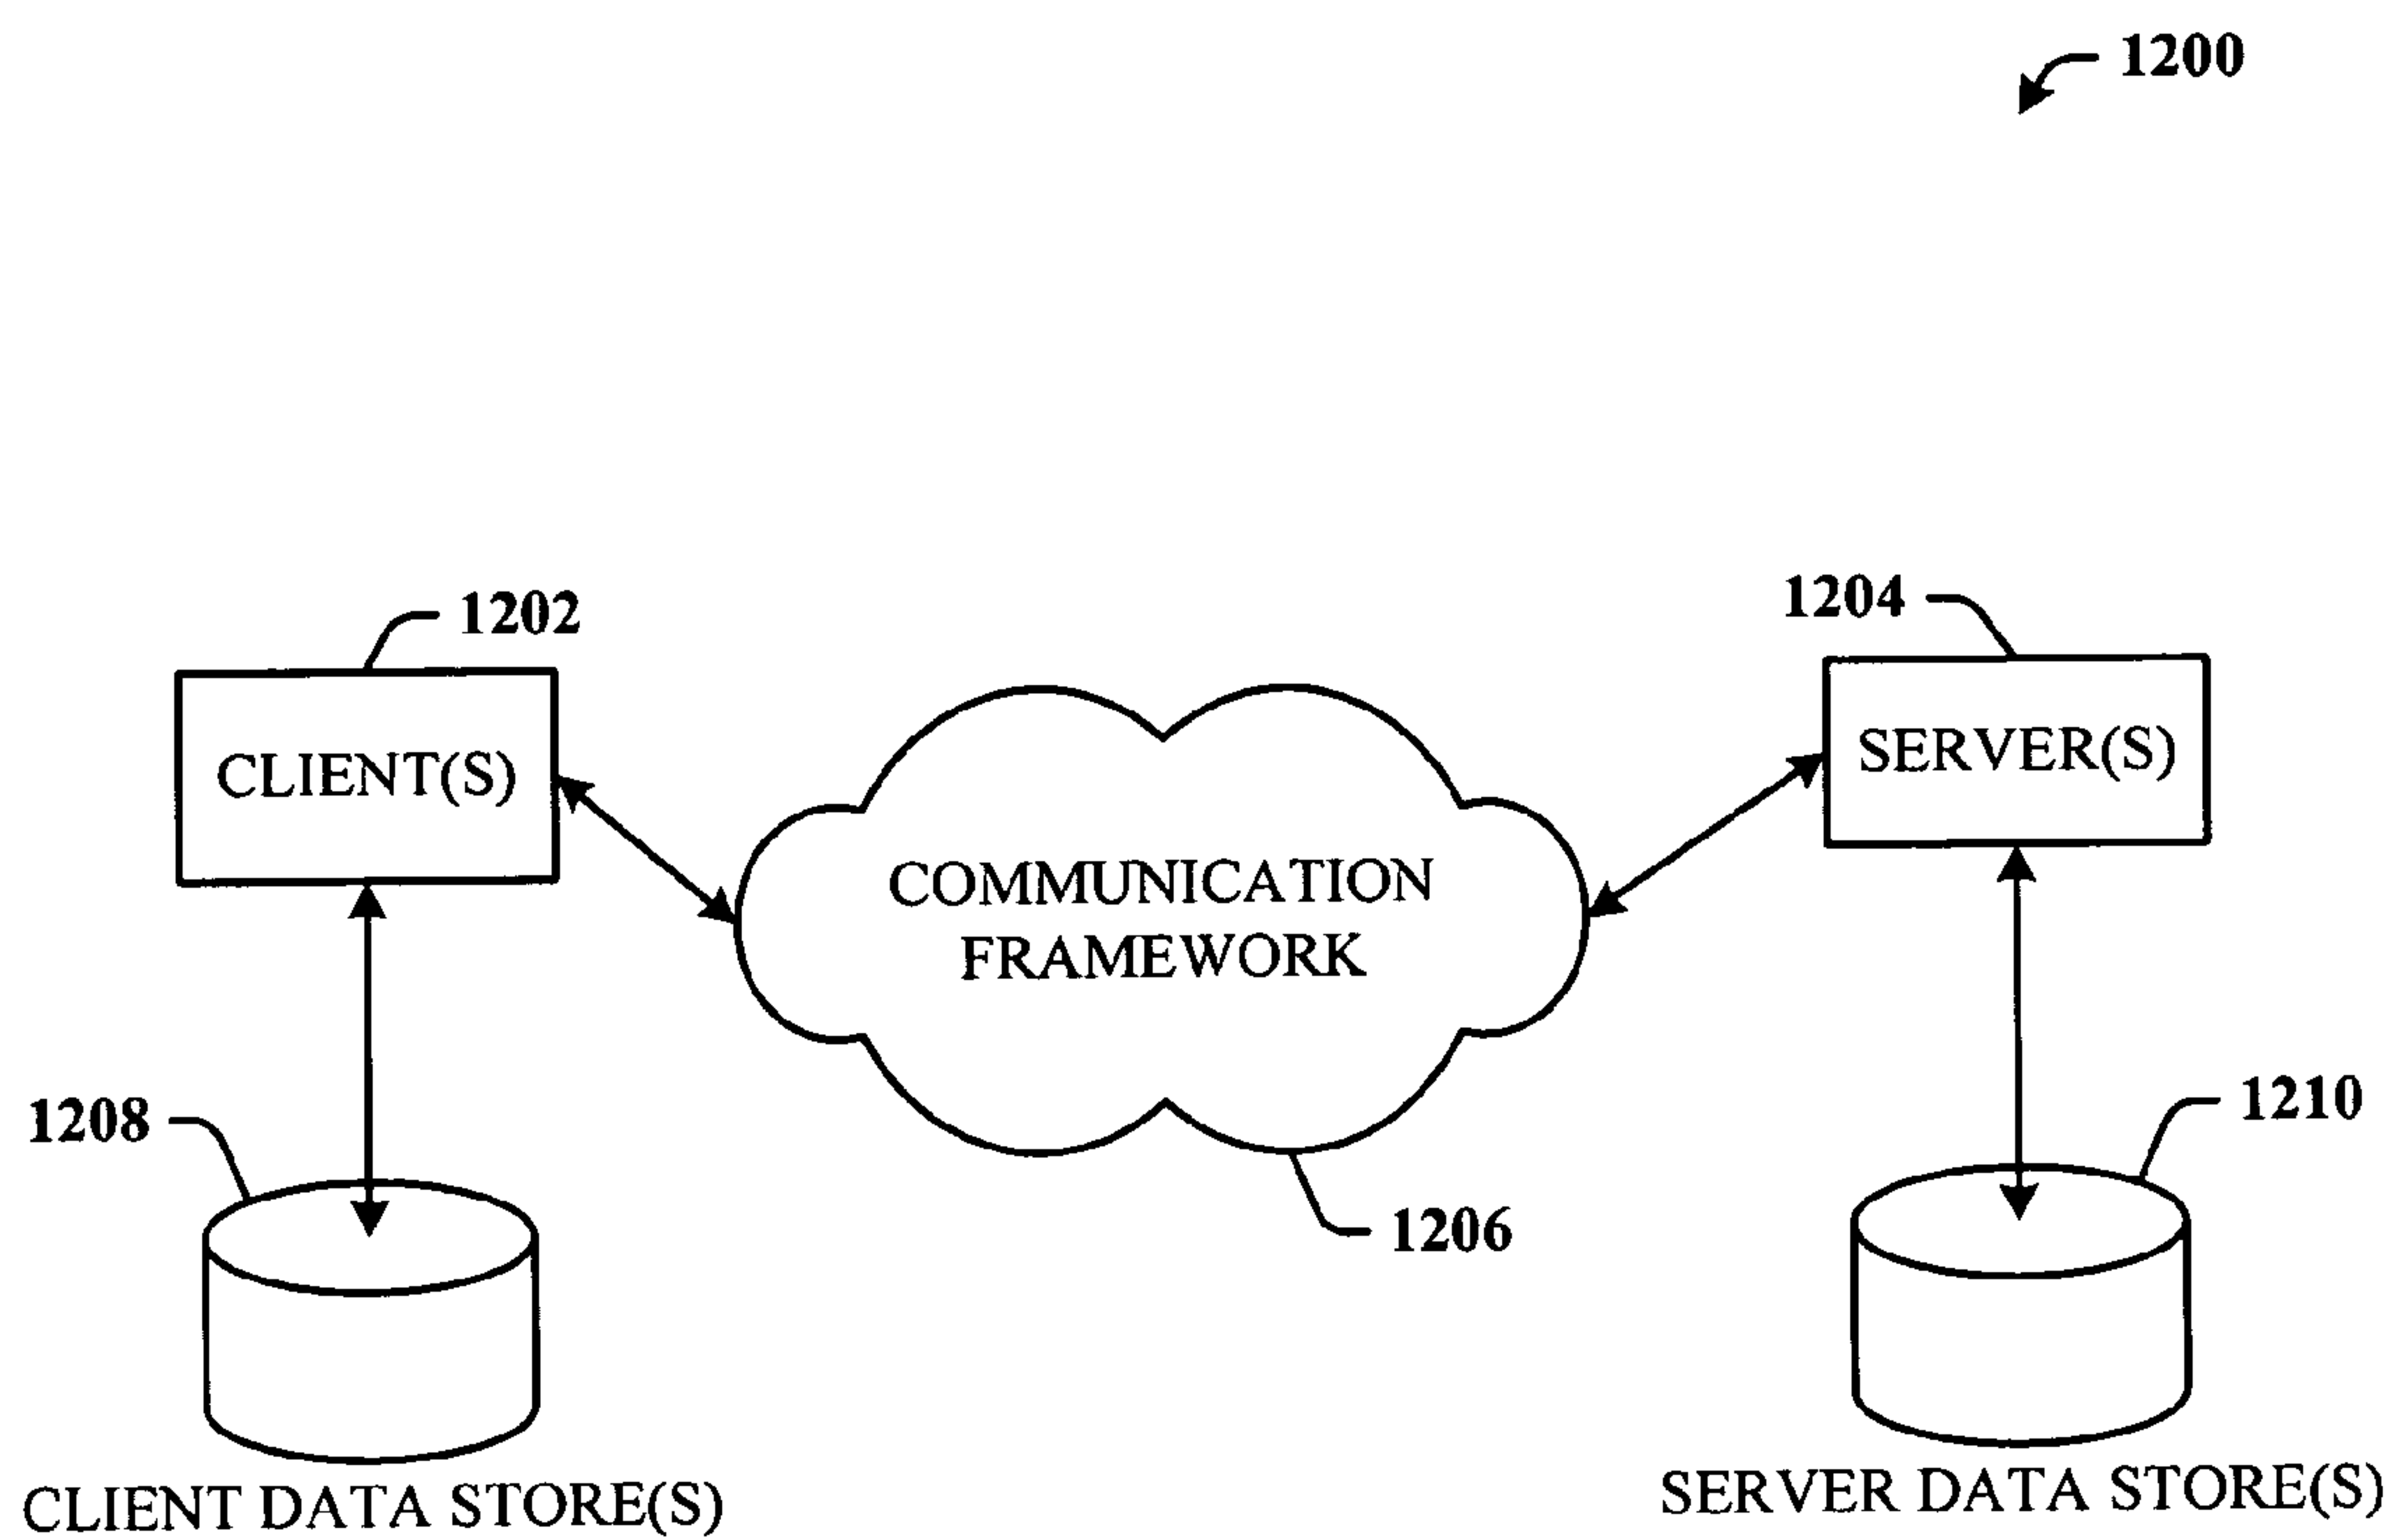 1200
1202
1204
CLIENT(S)
SERVER(S)
COMMUNICATION
FRAMEWORK
1208
1210
1206
CLIENT DATA STORE(S)
SERVER DATA STORE(S)